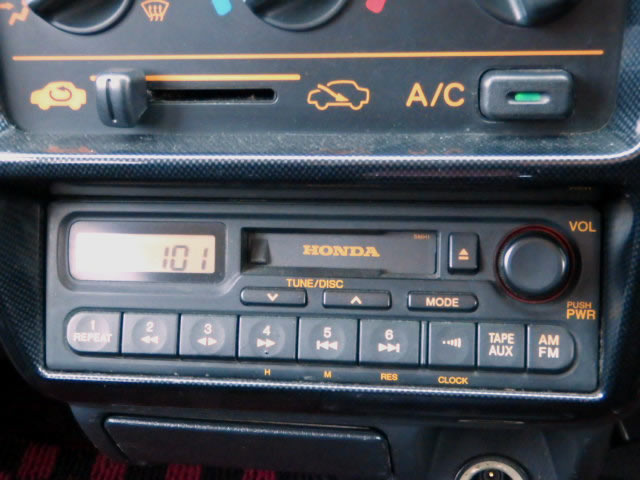 A/C
HONDA
VOL
101
TUNE/DISC
MODE
PUSH
PWR
1
REPEAT
2
3
4
5
6
TAPE
AUX
AM
FM
H
M
RES
CLOCK